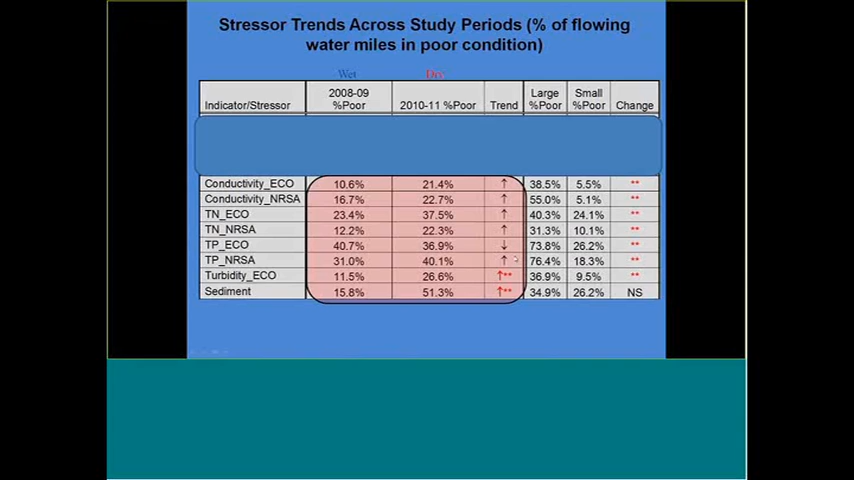 Stressor Trends Across Study Periods (% of flowing
water miles in poor condition)
Wet Dry
Indicator/Stressor 2008-09 %Poor 2010-11 %Poor Trend Large %Poor Small %Poor Change
Conductivity_ECO 10.6% 21.4% ↑ 38.5% 5.5% **
Conductivity_NRSA 16.7% 22.7% ↑ 55.0% 5.1% **
TN_ECO 23.4% 37.5% ↑ 40.3% 24.1% **
TN_NRSA 12.2% 22.3% ↑ 31.3% 10.1% **
TP_ECO 40.7% 36.9% ↓ 73.8% 26.2% **
TP_NRSA 31.0% 40.1% ↑ 76.4% 18.3% **
Turbidity_ECO 11.5% 26.6% ↑** 36.9% 9.5% **
Sediment 15.8% 51.3% ↑** 34.9% 26.2% NS